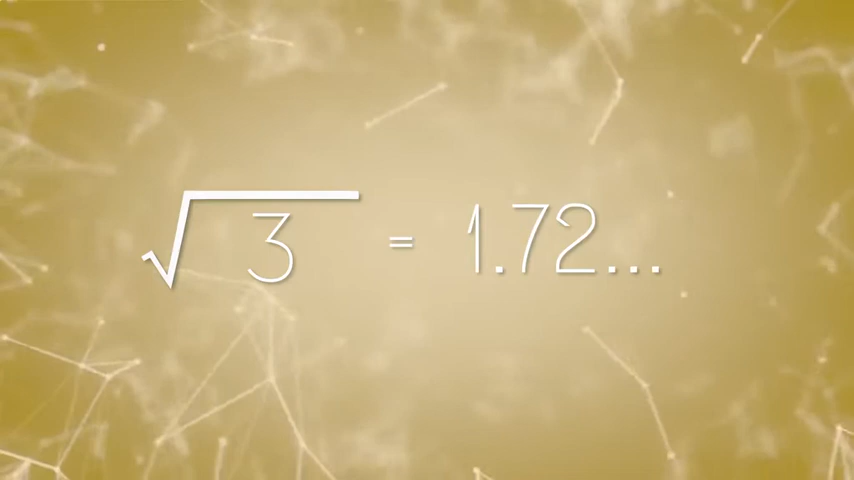 √3 = 1.72...